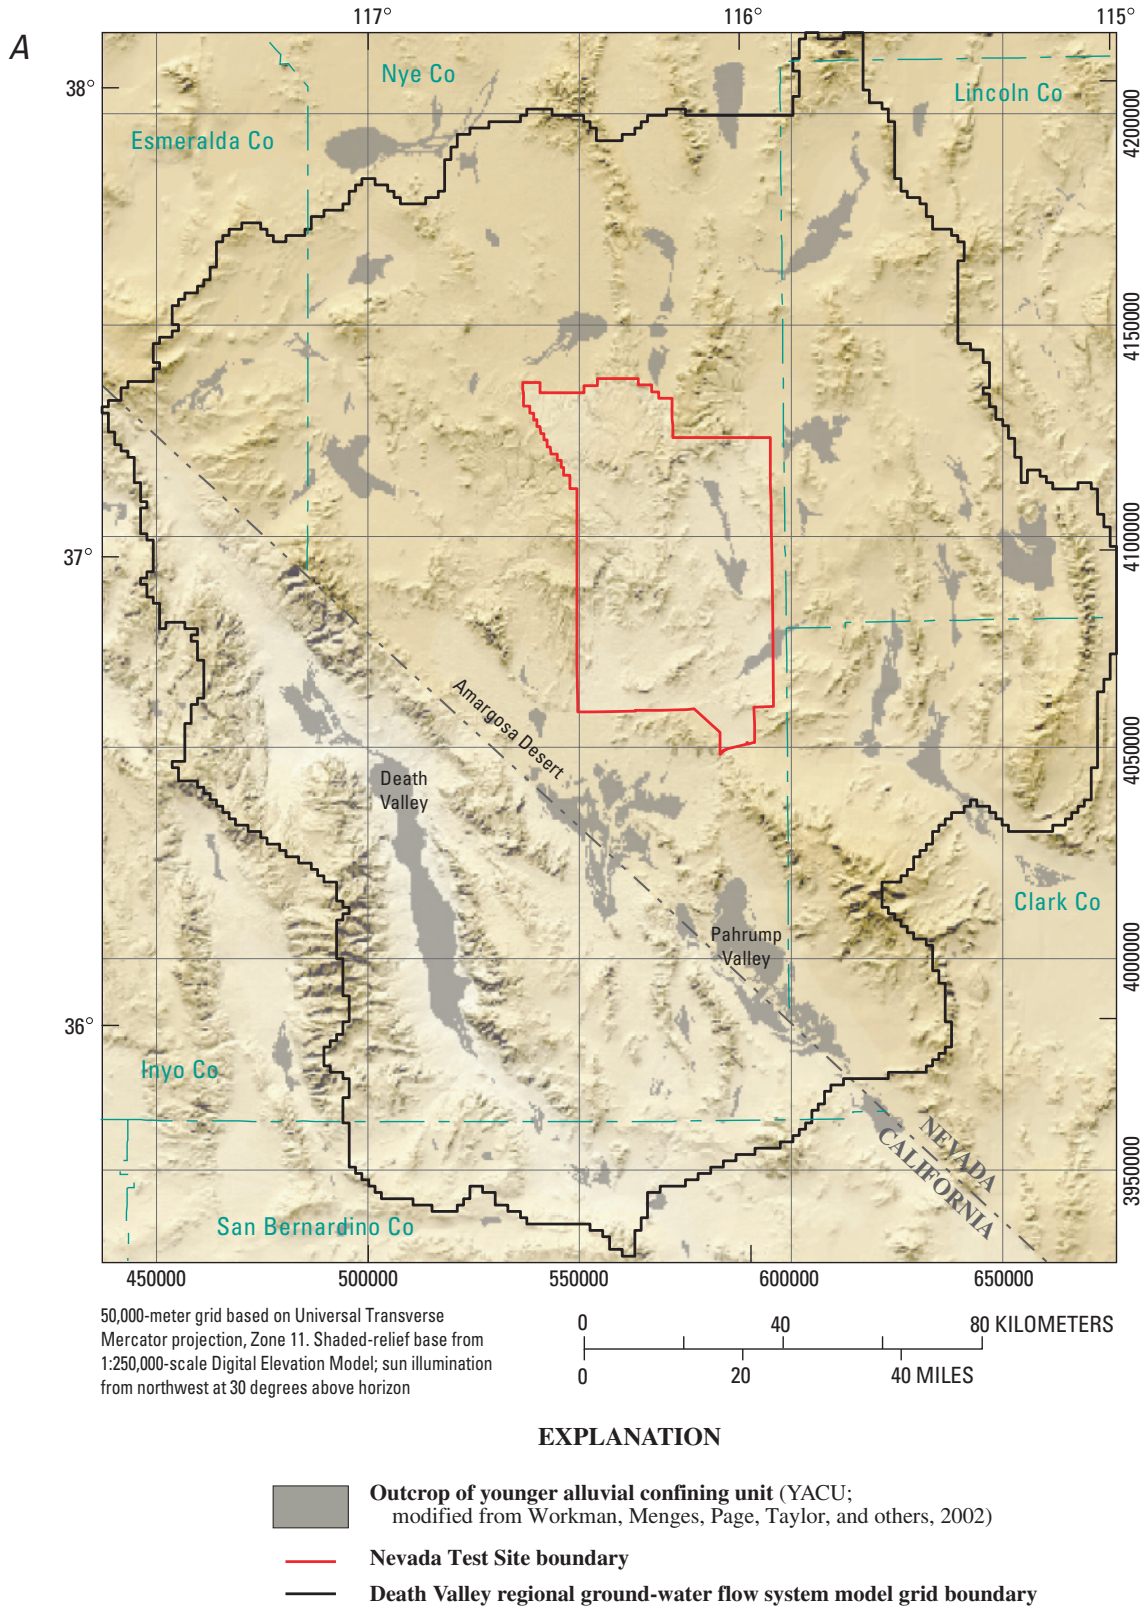 A
117°
116°
115°
38°
37°
36°
Nye Co
Lincoln Co
Esmeralda Co
4200000
4150000
4100000
4050000
4000000
3950000
Amargosa Desert
Death
Valley
Pahrump
Valley
Clark Co
Inyo Co
NEVADA
CALIFORNIA
San Bernardino Co
450000
500000
550000
600000
650000
50,000-meter grid based on Universal Transverse
Mercator projection, Zone 11. Shaded-relief base from
1:250,000-scale Digital Elevation Model; sun illumination
from northwest at 30 degrees above horizon
0 40 80 KILOMETERS
0 20 40 MILES
EXPLANATION
Outcrop of younger alluvial confining unit (YACU;
modified from Workman, Menges, Page, Taylor, and others, 2002)
Nevada Test Site boundary
Death Valley regional ground-water flow system model grid boundary